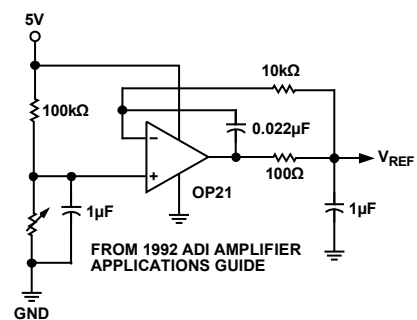 5V
10kΩ
100kΩ
0.022µF
V_REF
100Ω
OP21
1µF
1µF
FROM 1992 ADI AMPLIFIER
APPLICATIONS GUIDE
GND